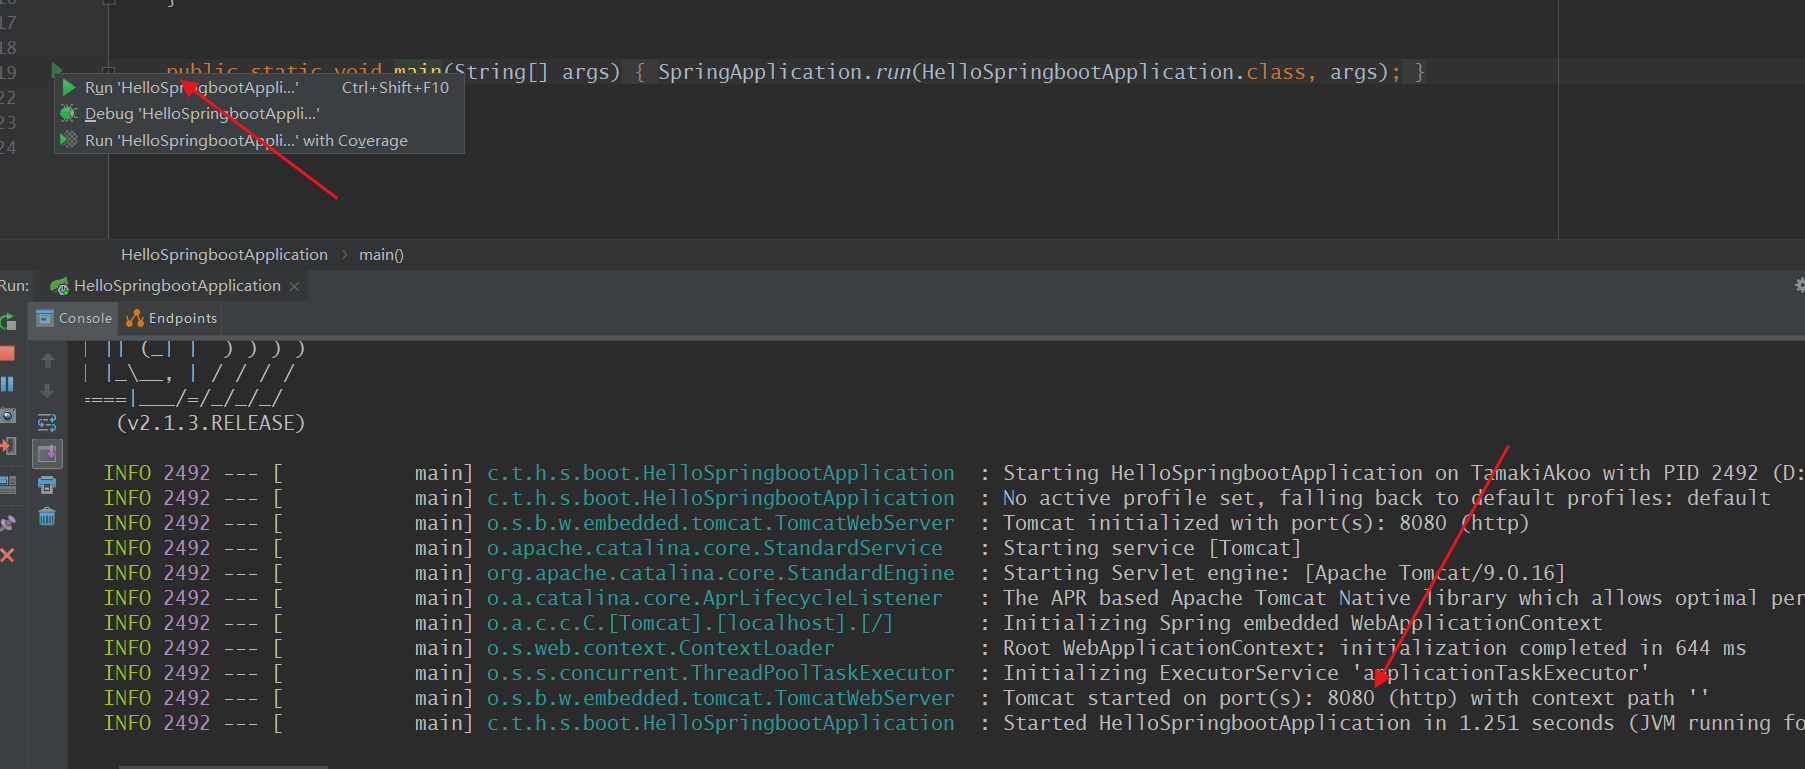 17
18
19 public static void main(String[] args) { SpringApplication.run(HelloSpringbootApplication.class, args); }
Run 'HelloSpringbootAppli...' Ctrl+Shift+F10
22
Debug 'HelloSpringbootAppli...'
23
Run 'HelloSpringbootAppli...' with Coverage
24
HelloSpringbootApplication › main()
Run: HelloSpringbootApplication ×
Console Endpoints
| || (_| |  ) ) ) )
| |_\__, | / / / /
====|___/=/_/_/_/
(v2.1.3.RELEASE)
INFO 2492 --- [           main] c.t.h.s.boot.HelloSpringbootApplication  : Starting HelloSpringbootApplication on TamakiAkoo with PID 2492 (D:
INFO 2492 --- [           main] c.t.h.s.boot.HelloSpringbootApplication  : No active profile set, falling back to default profiles: default
INFO 2492 --- [           main] o.s.b.w.embedded.tomcat.TomcatWebServer  : Tomcat initialized with port(s): 8080 (http)
INFO 2492 --- [           main] o.apache.catalina.core.StandardService   : Starting service [Tomcat]
INFO 2492 --- [           main] org.apache.catalina.core.StandardEngine  : Starting Servlet engine: [Apache Tomcat/9.0.16]
INFO 2492 --- [           main] o.a.catalina.core.AprLifecycleListener   : The APR based Apache Tomcat Native library which allows optimal per
INFO 2492 --- [           main] o.a.c.c.C.[Tomcat].[localhost].[/]       : Initializing Spring embedded WebApplicationContext
INFO 2492 --- [           main] o.s.web.context.ContextLoader            : Root WebApplicationContext: initialization completed in 644 ms
INFO 2492 --- [           main] o.s.s.concurrent.ThreadPoolTaskExecutor  : Initializing ExecutorService 'applicationTaskExecutor'
INFO 2492 --- [           main] o.s.b.w.embedded.tomcat.TomcatWebServer  : Tomcat started on port(s): 8080 (http) with context path ''
INFO 2492 --- [           main] c.t.h.s.boot.HelloSpringbootApplication  : Started HelloSpringbootApplication in 1.251 seconds (JVM running fo